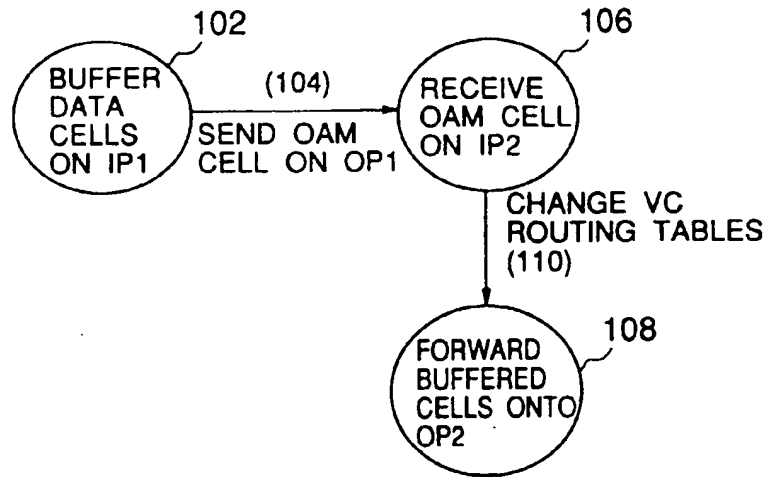 102
BUFFER
DATA
CELLS
ON IP1
(104)
SEND OAM
CELL ON OP1
106
RECEIVE
OAM CELL
ON IP2
CHANGE VC
ROUTING TABLES
(110)
108
FORWARD
BUFFERED
CELLS ONTO
OP2